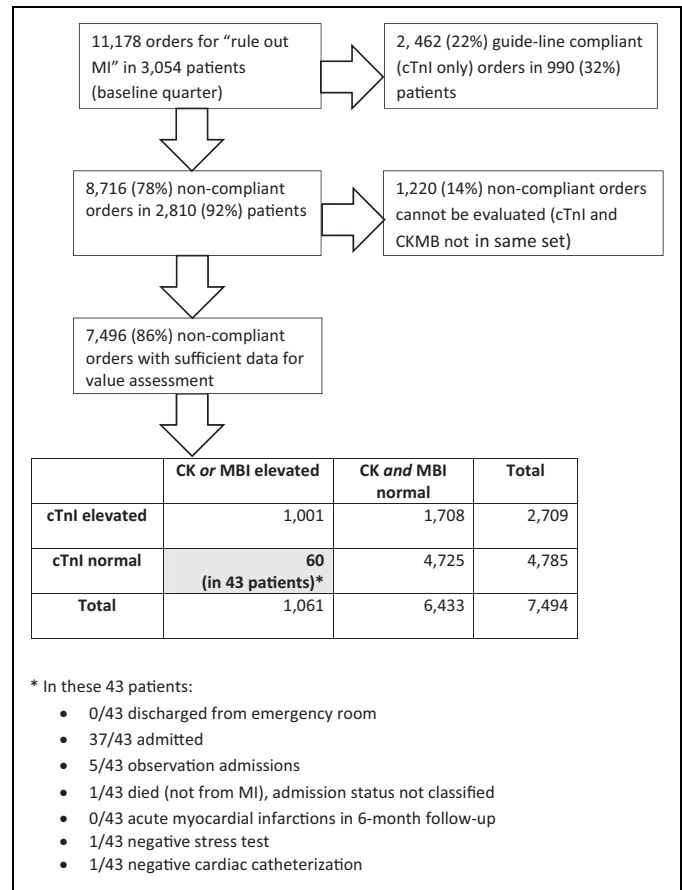 11,178 orders for “rule out
MI” in 3,054 patients
(baseline quarter)
2, 462 (22%) guide-line compliant
(cTnI only) orders in 990 (32%)
patients
8,716 (78%) non-compliant
orders in 2,810 (92%) patients
1,220 (14%) non-compliant orders
cannot be evaluated (cTnI and
CKMB not in same set)
7,496 (86%) non-compliant
orders with sufficient data for
value assessment
CK or MBI elevated CK and MBI normal Total
cTnI elevated 1,001 1,708 2,709
cTnI normal 60 (in 43 patients)* 4,725 4,785
Total 1,061 6,433 7,494
* In these 43 patients:
• 0/43 discharged from emergency room
• 37/43 admitted
• 5/43 observation admissions
• 1/43 died (not from MI), admission status not classified
• 0/43 acute myocardial infarctions in 6-month follow-up
• 1/43 negative stress test
• 1/43 negative cardiac catheterization